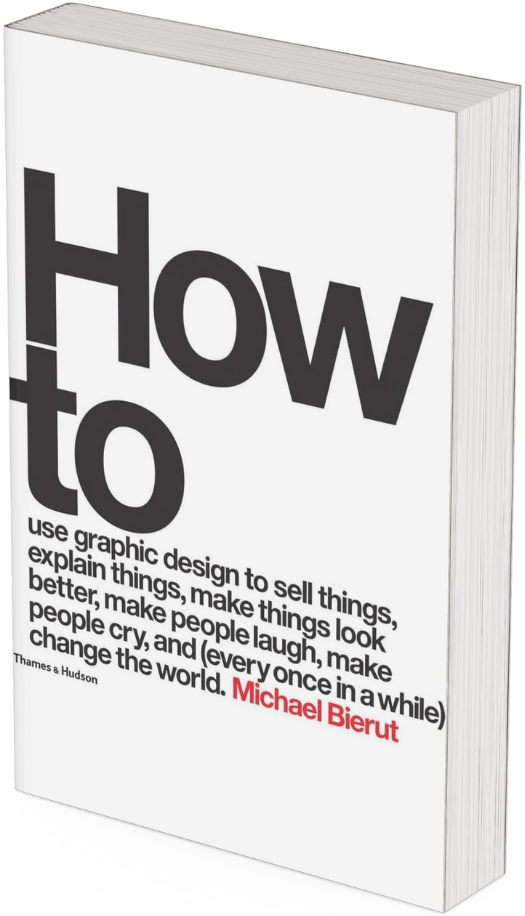 How
to
use graphic design to sell things,
explain things, make things look
better, make people laugh, make
people cry, and (every once in a while)
change the world. Michael Bierut
Thames & Hudson